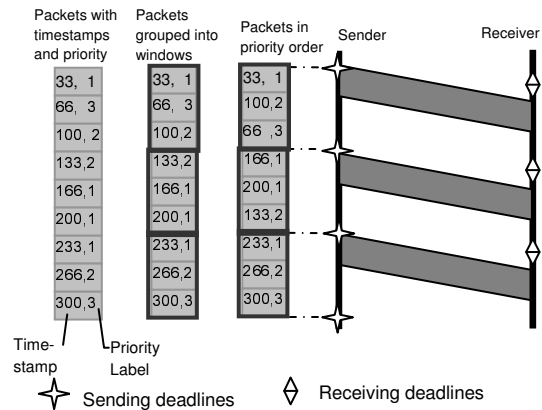 Packets with
timestamps
and priority
Packets
grouped into
windows
Packets in
priority order
Sender
Receiver
33, 1
66, 3
100,2
133,2
166,1
200,1
233,1
266,2
300,3
33, 1
66, 3
100,2
133,2
166,1
200,1
233,1
266,2
300,3
33, 1
100,2
66 ,3
166,1
200,1
133,2
233,1
266,2
300,3
Time-
stamp
Priority
Label
Sending deadlines
Receiving deadlines